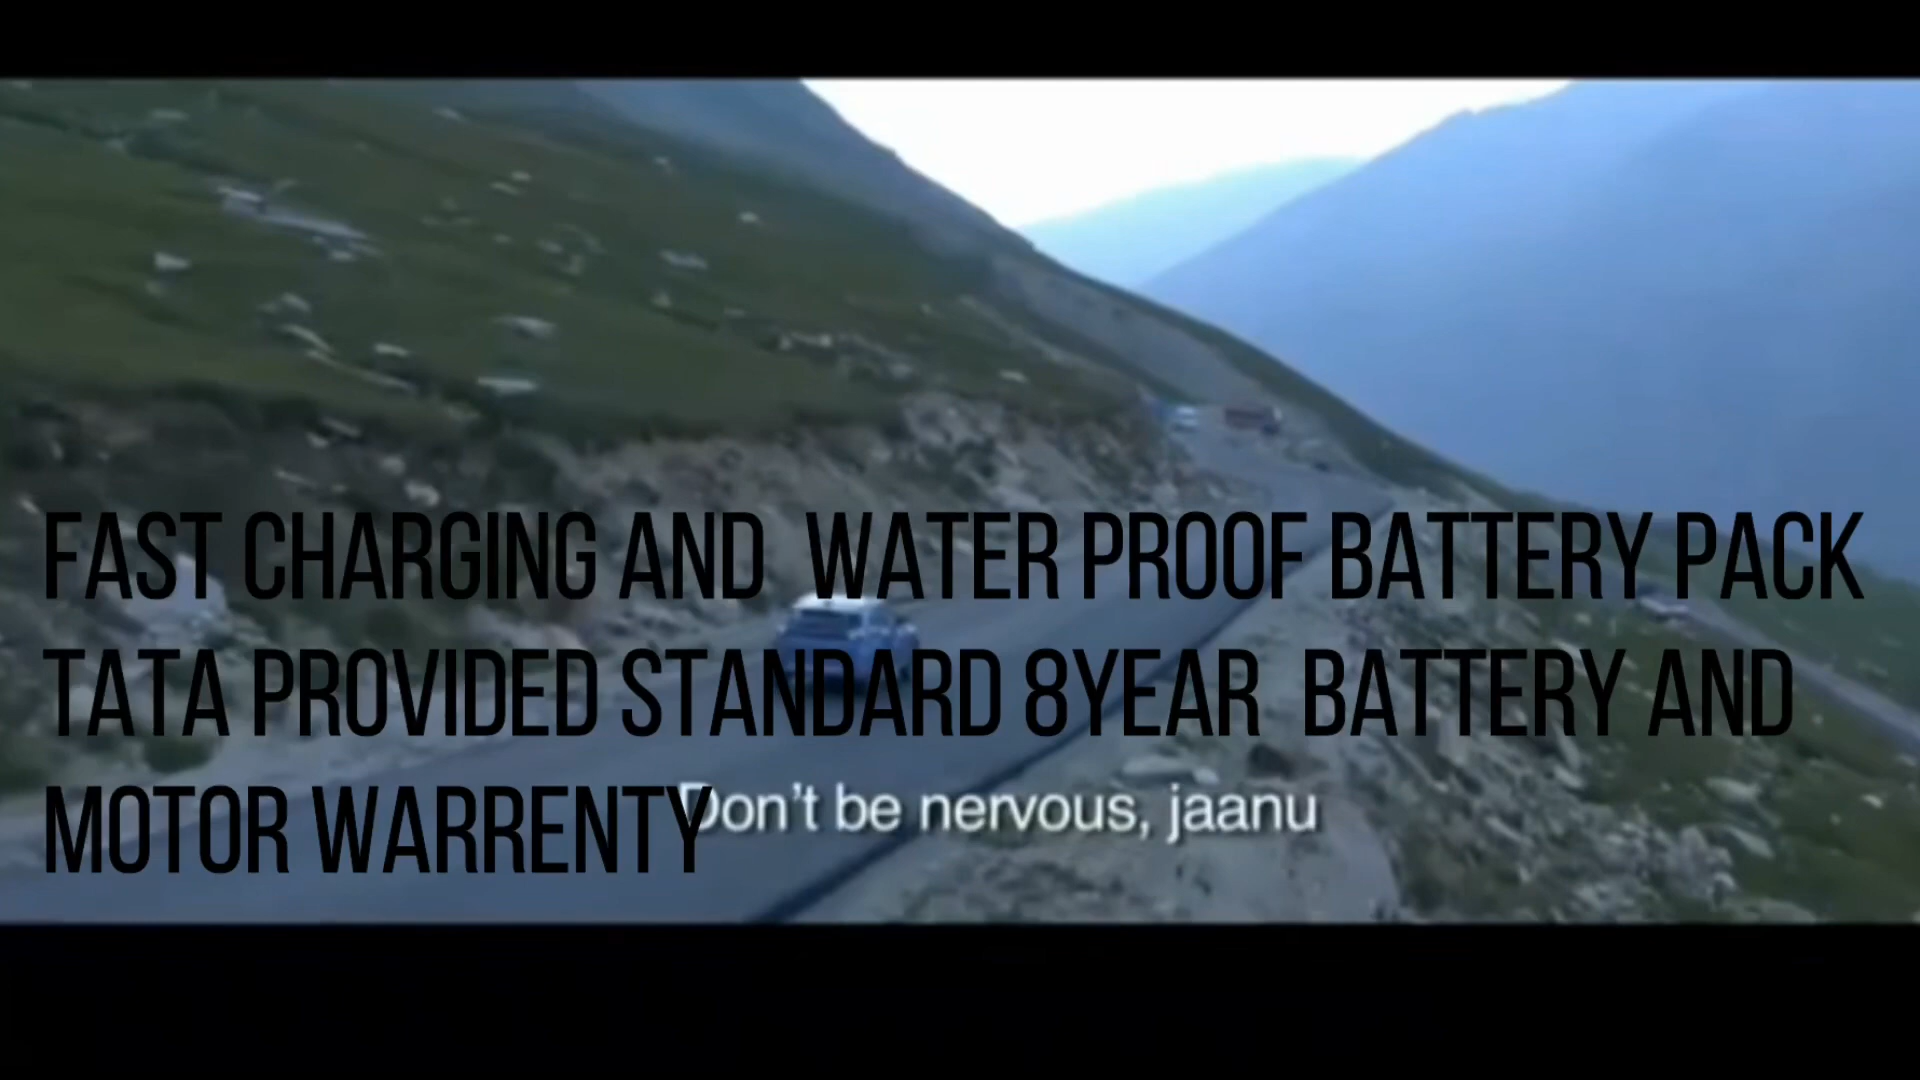 FAST CHARGING AND WATER PROOF BATTERY PACK
TATA PROVIDED STANDARD 8YEAR BATTERY AND
MOTOR WARRENTY
Don't be nervous, jaanu